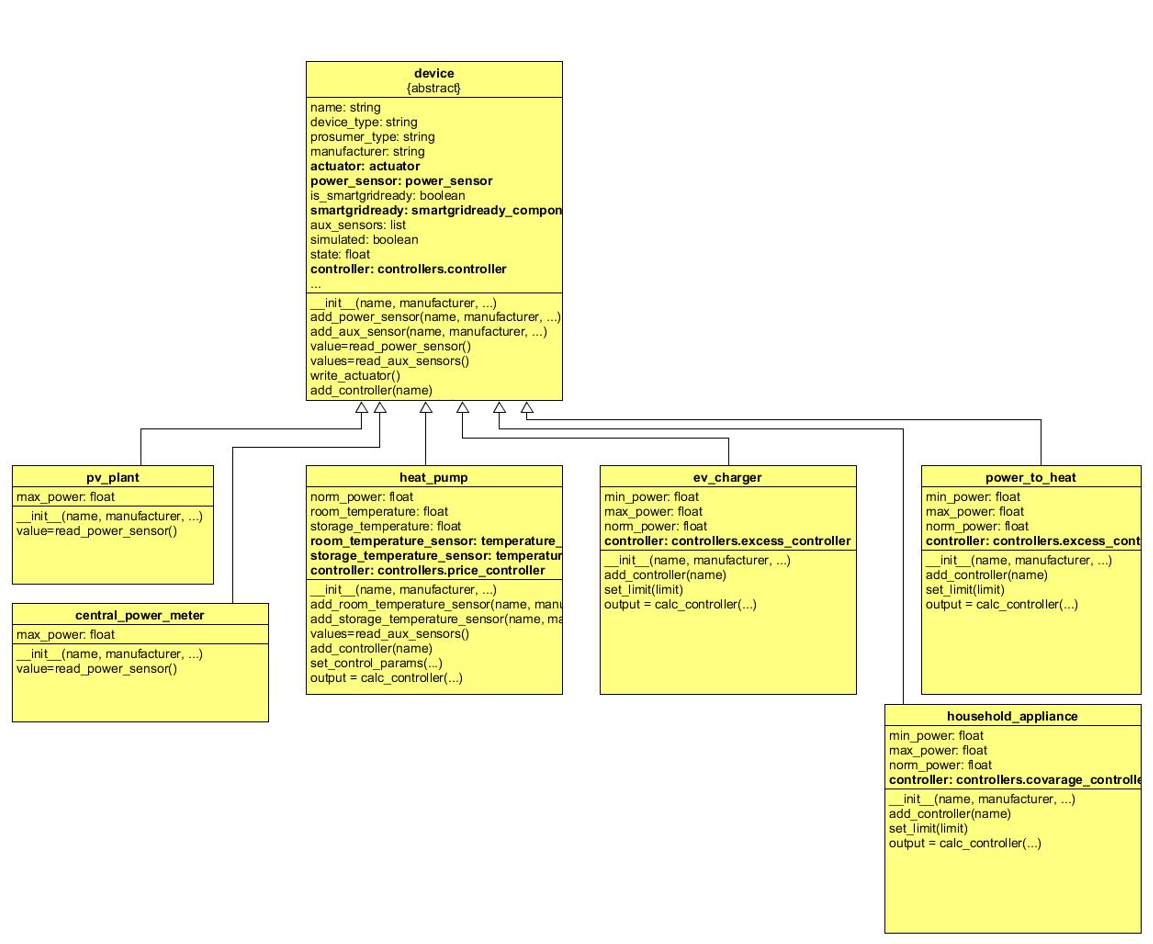 device
{abstract}
name: string
device_type: string
prosumer_type: string
manufacturer: string
actuator: actuator
power_sensor: power_sensor
is_smartgridready: boolean
smartgridready: smartgridready_compon
aux_sensors: list
simulated: boolean
state: float
controller: controllers.controller
...
__init__(name, manufacturer, ...)
add_power_sensor(name, manufacturer, ...)
add_aux_sensor(name, manufacturer, ...)
value=read_power_sensor()
values=read_aux_sensors()
write_actuator()
add_controller(name)
pv_plant
max_power: float
__init__(name, manufacturer, ...)
value=read_power_sensor()
central_power_meter
max_power: float
__init__(name, manufacturer, ...)
value=read_power_sensor()
heat_pump
norm_power: float
room_temperature: float
storage_temperature: float
room_temperature_sensor: temperature_
storage_temperature_sensor: temperatur
controller: controllers.price_controller
__init__(name, manufacturer, ...)
add_room_temperature_sensor(name, manu
add_storage_temperature_sensor(name, ma
values=read_aux_sensors()
add_controller(name)
set_control_params(...)
output = calc_controller(...)
ev_charger
min_power: float
max_power: float
norm_power: float
controller: controllers.excess_controller
__init__(name, manufacturer, ...)
add_controller(name)
set_limit(limit)
output = calc_controller(...)
power_to_heat
min_power: float
max_power: float
norm_power: float
controller: controllers.excess_cont
__init__(name, manufacturer, ...)
add_controller(name)
set_limit(limit)
output = calc_controller(...)
household_appliance
min_power: float
max_power: float
norm_power: float
controller: controllers.covarage_controlle
__init__(name, manufacturer, ...)
add_controller(name)
set_limit(limit)
output = calc_controller(...)